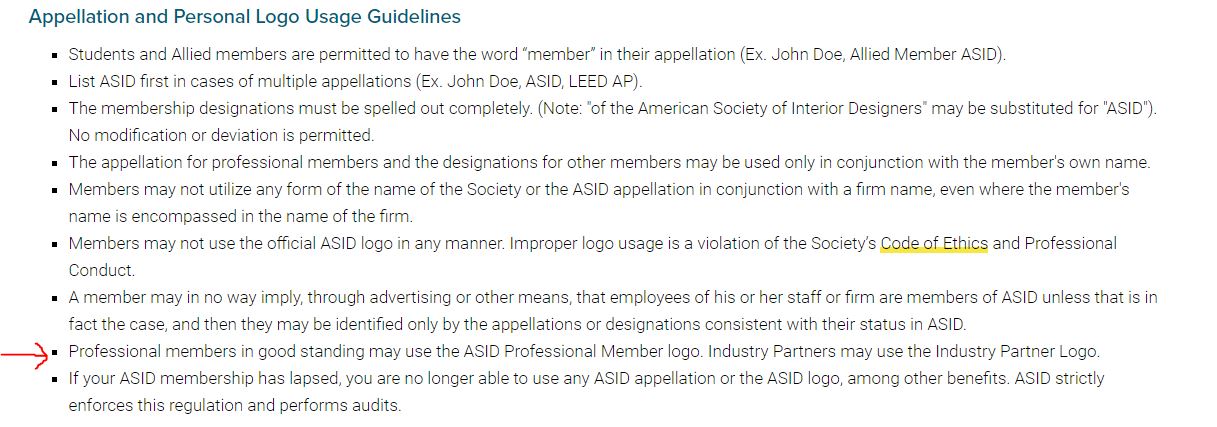 Appellation and Personal Logo Usage Guidelines
▪ Students and Allied members are permitted to have the word “member” in their appellation (Ex. John Doe, Allied Member ASID).
▪ List ASID first in cases of multiple appellations (Ex. John Doe, ASID, LEED AP).
▪ The membership designations must be spelled out completely. (Note: "of the American Society of Interior Designers" may be substituted for "ASID").
No modification or deviation is permitted.
▪ The appellation for professional members and the designations for other members may be used only in conjunction with the member's own name.
▪ Members may not utilize any form of the name of the Society or the ASID appellation in conjunction with a firm name, even where the member's
name is encompassed in the name of the firm.
▪ Members may not use the official ASID logo in any manner. Improper logo usage is a violation of the Society’s Code of Ethics and Professional
Conduct.
▪ A member may in no way imply, through advertising or other means, that employees of his or her staff or firm are members of ASID unless that is in
fact the case, and then they may be identified only by the appellations or designations consistent with their status in ASID.
▪ Professional members in good standing may use the ASID Professional Member logo. Industry Partners may use the Industry Partner Logo.
▪ If your ASID membership has lapsed, you are no longer able to use any ASID appellation or the ASID logo, among other benefits. ASID strictly
enforces this regulation and performs audits.